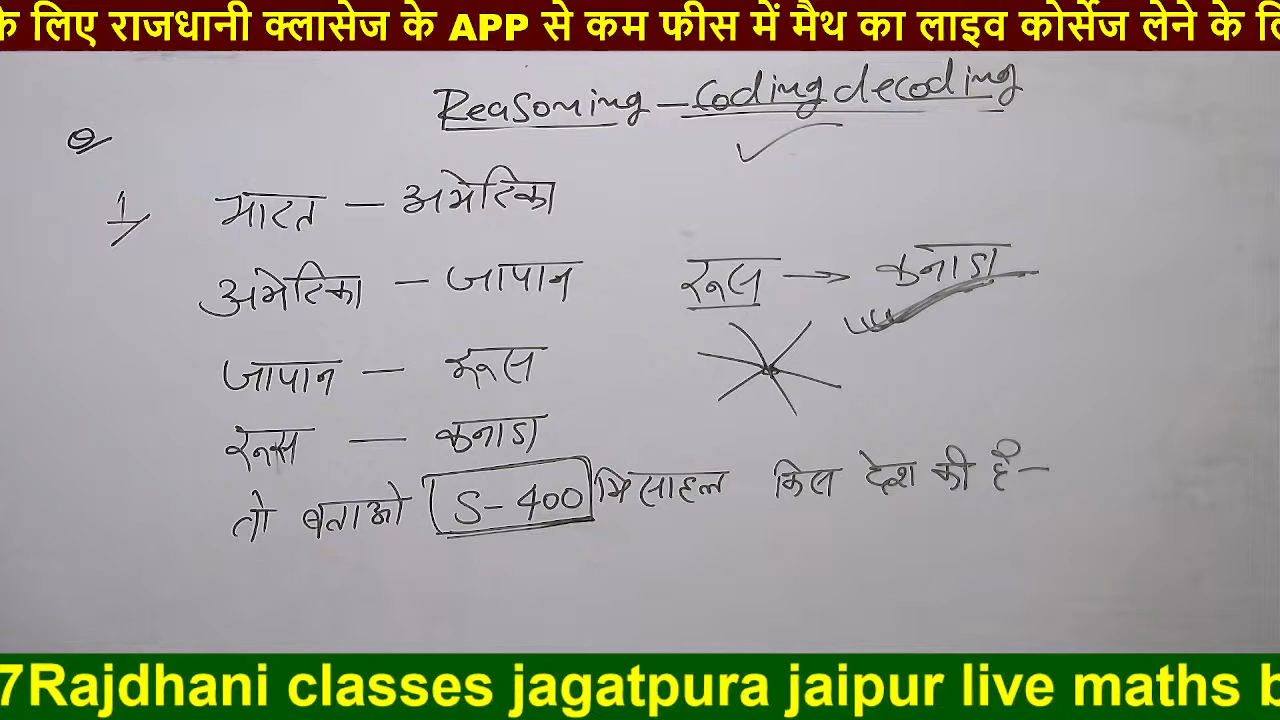 के लिए राजधानी क्लासेज के APP से कम फीस में मैथ का लाइव कोर्सेज लेने के लि
Reasoning - Coding decoding
Q
1 भारत - अमेरिका
अमेरिका - जापान
रूस → कनाडा
जापान - रूस
रूस - कनाडा
तो बताओ S-400 मिसाइल किस देश की है-
7Rajdhani classes jagatpura jaipur live maths b